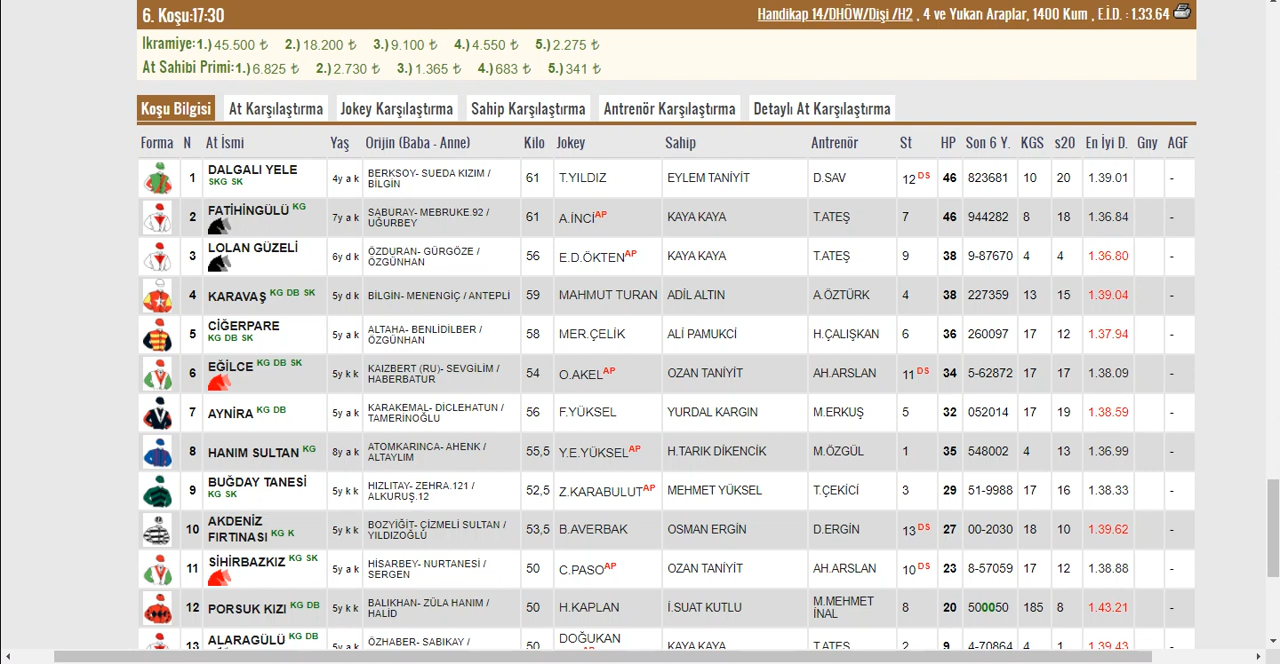 6. Koşu:17:30 Handikap 14/DHÖW/Dişi /H2 , 4 ve Yukarı Araplar, 1400 Kum , E.İ.D. : 1.33.64
İkramiye:1.) 45.500 ₺ 2.) 18.200 ₺ 3.) 9.100 ₺ 4.) 4.550 ₺ 5.) 2.275 ₺
At Sahibi Primi:1.) 6.825 ₺ 2.) 2.730 ₺ 3.) 1.365 ₺ 4.) 683 ₺ 5.) 341 ₺
Koşu Bilgisi At Karşılaştırma Jokey Karşılaştırma Sahip Karşılaştırma Antrenör Karşılaştırma Detaylı At Karşılaştırma
Forma N At İsmi Yaş Orijin (Baba - Anne) Kilo Jokey Sahip Antrenör St HP Son 6 Y. KGS s20 En İyi D. Gny AGF
1 DALGALI YELE SKG SK 4y a k BERKSOY- SUEDA KIZIM / BİLGİN 61 T.YILDIZ EYLEM TANİYİT D.SAV 12 DS 46 823681 10 20 1.39.01 -
2 FATİHİNGÜLÜ KG 7y a k SABURAY- MEBRUKE.92 / UĞURBEY 61 A.İNCİ AP KAYA KAYA T.ATEŞ 7 46 944282 8 18 1.36.84 -
3 LOLAN GÜZELİ 6y d k ÖZDURAN- GÜRGÖZE / ÖZGÜNHAN 56 E.D.ÖKTEN AP KAYA KAYA T.ATEŞ 9 38 9-87670 4 4 1.36.80 -
4 KARAVAŞ KG DB SK 5y d k BİLGİN- MENENGİÇ / ANTEPLİ 59 MAHMUT TURAN ADİL ALTIN A.ÖZTÜRK 4 38 227359 13 15 1.39.04 -
5 CİĞERPARE KG DB SK 5y a k ALTAHA- BENLİDİLBER / ÖZGÜNHAN 58 MER.ÇELİK ALİ PAMUKCİ H.ÇALIŞKAN 6 36 260097 17 12 1.37.94 -
6 EĞİLCE KG DB SK 5y k k KAIZBERT (RU)- SEVGİLİM / HABERBATUR 54 O.AKEL AP OZAN TANİYİT AH.ARSLAN 11 DS 34 5-62872 17 17 1.38.09 -
7 AYNİRA KG DB 5y a k KARAKEMAL- DİCLEHATUN / TAMERİNOĞLU 56 F.YÜKSEL YURDAL KARGIN M.ERKUŞ 5 32 052014 17 19 1.38.59 -
8 HANIM SULTAN KG 8y a k ATOMKARINCA- AHENK / ALTAYLIM 55,5 Y.E.YÜKSEL AP H.TARIK DİKENCİK M.ÖZGÜL 1 35 548002 4 13 1.36.99 -
9 BUĞDAY TANESİ KG SK 5y k k HIZLITAY- ZEHRA.121 / ALKURUŞ.12 52,5 Z.KARABULUT AP MEHMET YÜKSEL T.ÇEKİCİ 3 29 51-9988 17 16 1.38.33 -
10 AKDENİZ FIRTINASI KG K 5y k k BOZYİĞİT- ÇİZMELİ SULTAN / YILDIZOĞLU 53,5 B.AVERBAK OSMAN ERGİN D.ERGİN 13 DS 27 00-2030 18 10 1.39.62 -
11 SİHİRBAZKIZ KG SK 5y a k HİSARBEY- NURTANESİ / SERGEN 50 C.PASO AP OZAN TANİYİT AH.ARSLAN 10 DS 23 8-57059 17 12 1.38.88 -
12 PORSUK KIZI KG DB 5y k k BALIKHAN- ZÜLA HANIM / HALİD 50 H.KAPLAN İ.SUAT KUTLU M.MEHMET İNAL 8 20 500050 185 8 1.43.21 -
13 ALARAGÜLÜ KG DB 5y a k ÖZHABER- SABIKAY / 50 DOĞUKAN KAYA KAYA T.ATEŞ 2 9 4-70864 4 1 1.39.43 -